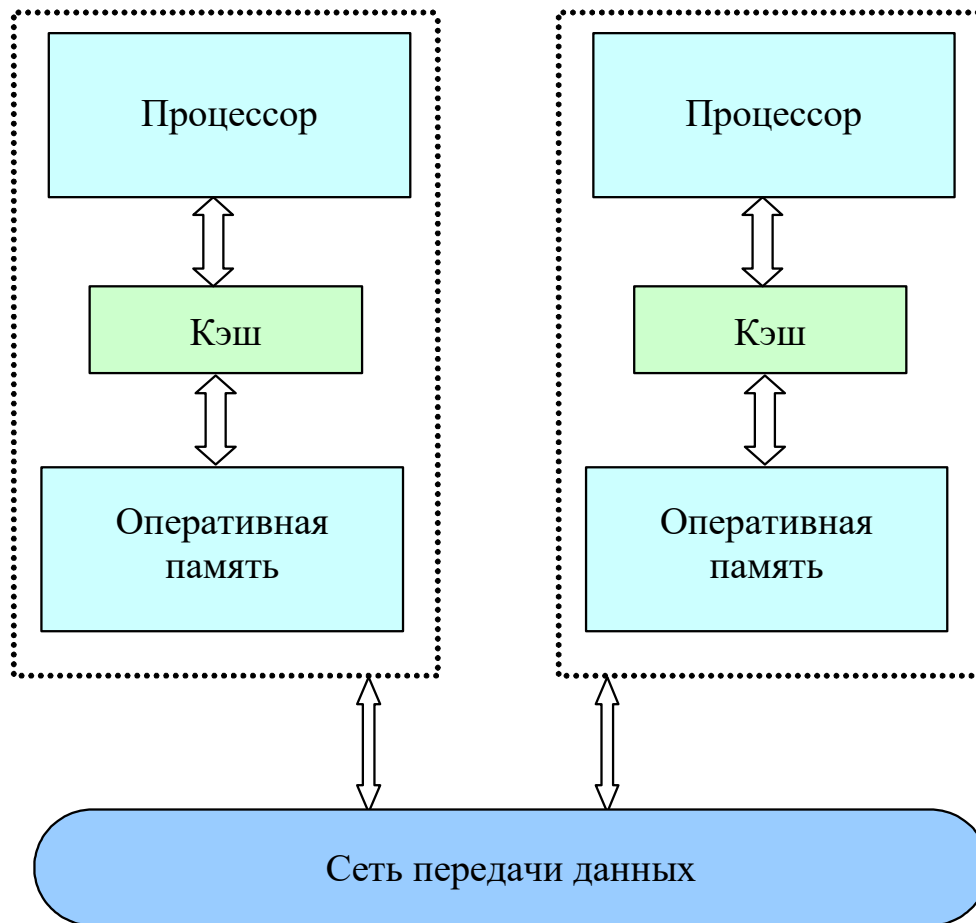 Процессор
Процессор
Кэш
Кэш
Оперативная
память
Оперативная
память
Сеть передачи данных